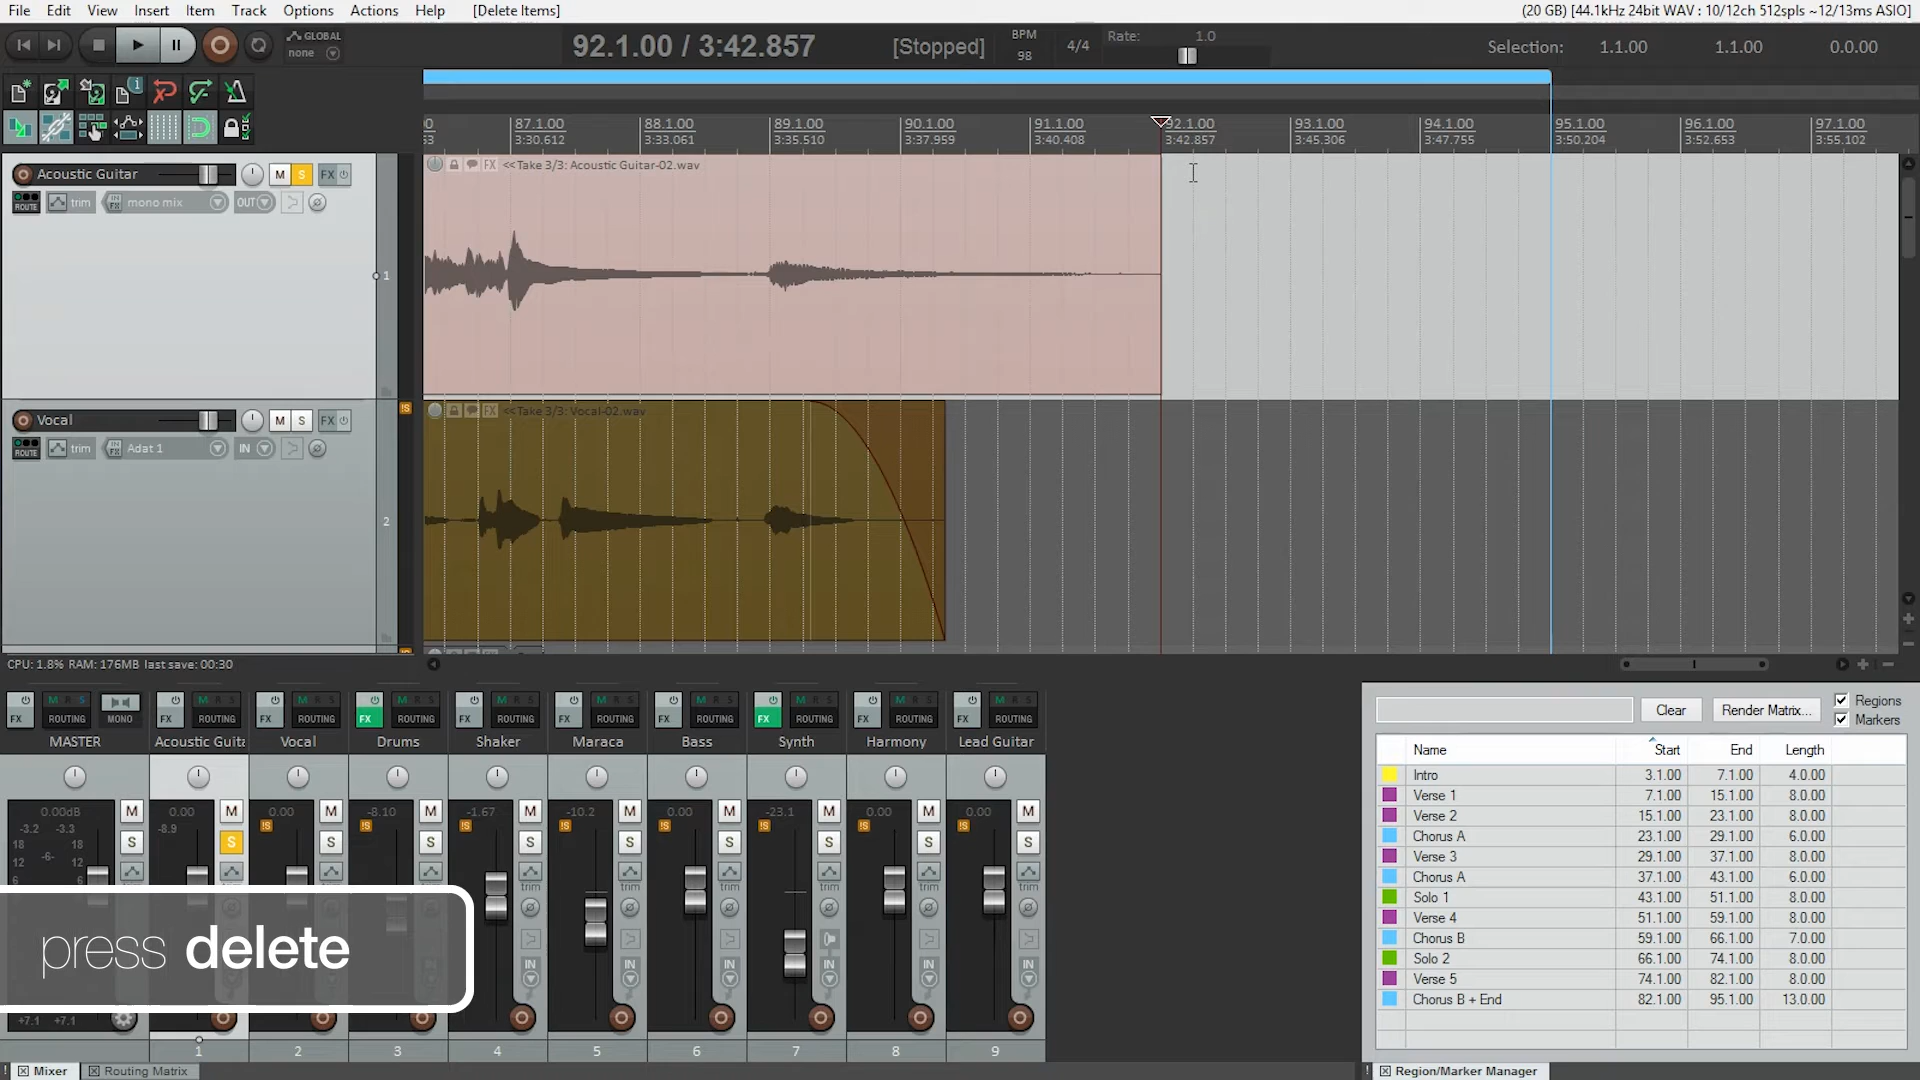 File Edit View Insert Item Track Options Actions Help [Delete Items] (20 GB) [44.1kHz 24bit WAV : 10/12ch 512spls ~12/13ms ASIO]
GLOBAL
none
92.1.00 / 3:42.857 [Stopped]
BPM
98
4/4
Rate: 1.0
Selection: 1.1.00 1.1.00 0.0.00
87.1.00 88.1.00 89.1.00 90.1.00 91.1.00 92.1.00 93.1.00 94.1.00 95.1.00 96.1.00 97.1.00
3:30.612 3:33.061 3:35.510 3:37.959 3:40.408 3:42.857 3:45.306 3:47.755 3:50.204 3:52.653 3:55.102
Acoustic Guitar M S FX
ROUTE trim IN FX mono mix OUT
1
FX <<Take 3/3: Acoustic Guitar-02.wav
Vocal M S FX
ROUTE trim IN FX Adat 1 IN
2
FX <<Take 3/3: Vocal-02.wav
CPU: 1.8% RAM: 176MB last save: 00:30
FX ROUTING MONO FX ROUTING FX ROUTING FX ROUTING FX ROUTING FX ROUTING FX ROUTING FX ROUTING FX ROUTING FX ROUTING
MASTER Acoustic Guita Vocal Drums Shaker Maraca Bass Synth Harmony Lead Guitar
0.00dB M 0.00 M 0.00 M -8.10 M -1.67 M -10.2 M 0.00 M -23.1 M 0.00 M 0.00 M
-3.2 -3.3 -8.9
18 18 S S S S S S S S S S
12 -6- 12
6 6
trim trim trim trim trim trim
IN IN IN IN IN IN
press delete
+7.1 +7.1
1 2 3 4 5 6 7 8 9
Mixer Routing Matrix
Clear Render Matrix... Regions
Markers
Name Start End Length
Intro 3.1.00 7.1.00 4.0.00
Verse 1 7.1.00 15.1.00 8.0.00
Verse 2 15.1.00 23.1.00 8.0.00
Chorus A 23.1.00 29.1.00 6.0.00
Verse 3 29.1.00 37.1.00 8.0.00
Chorus A 37.1.00 43.1.00 6.0.00
Solo 1 43.1.00 51.1.00 8.0.00
Verse 4 51.1.00 59.1.00 8.0.00
Chorus B 59.1.00 66.1.00 7.0.00
Solo 2 66.1.00 74.1.00 8.0.00
Verse 5 74.1.00 82.1.00 8.0.00
Chorus B + End 82.1.00 95.1.00 13.0.00
Region/Marker Manager